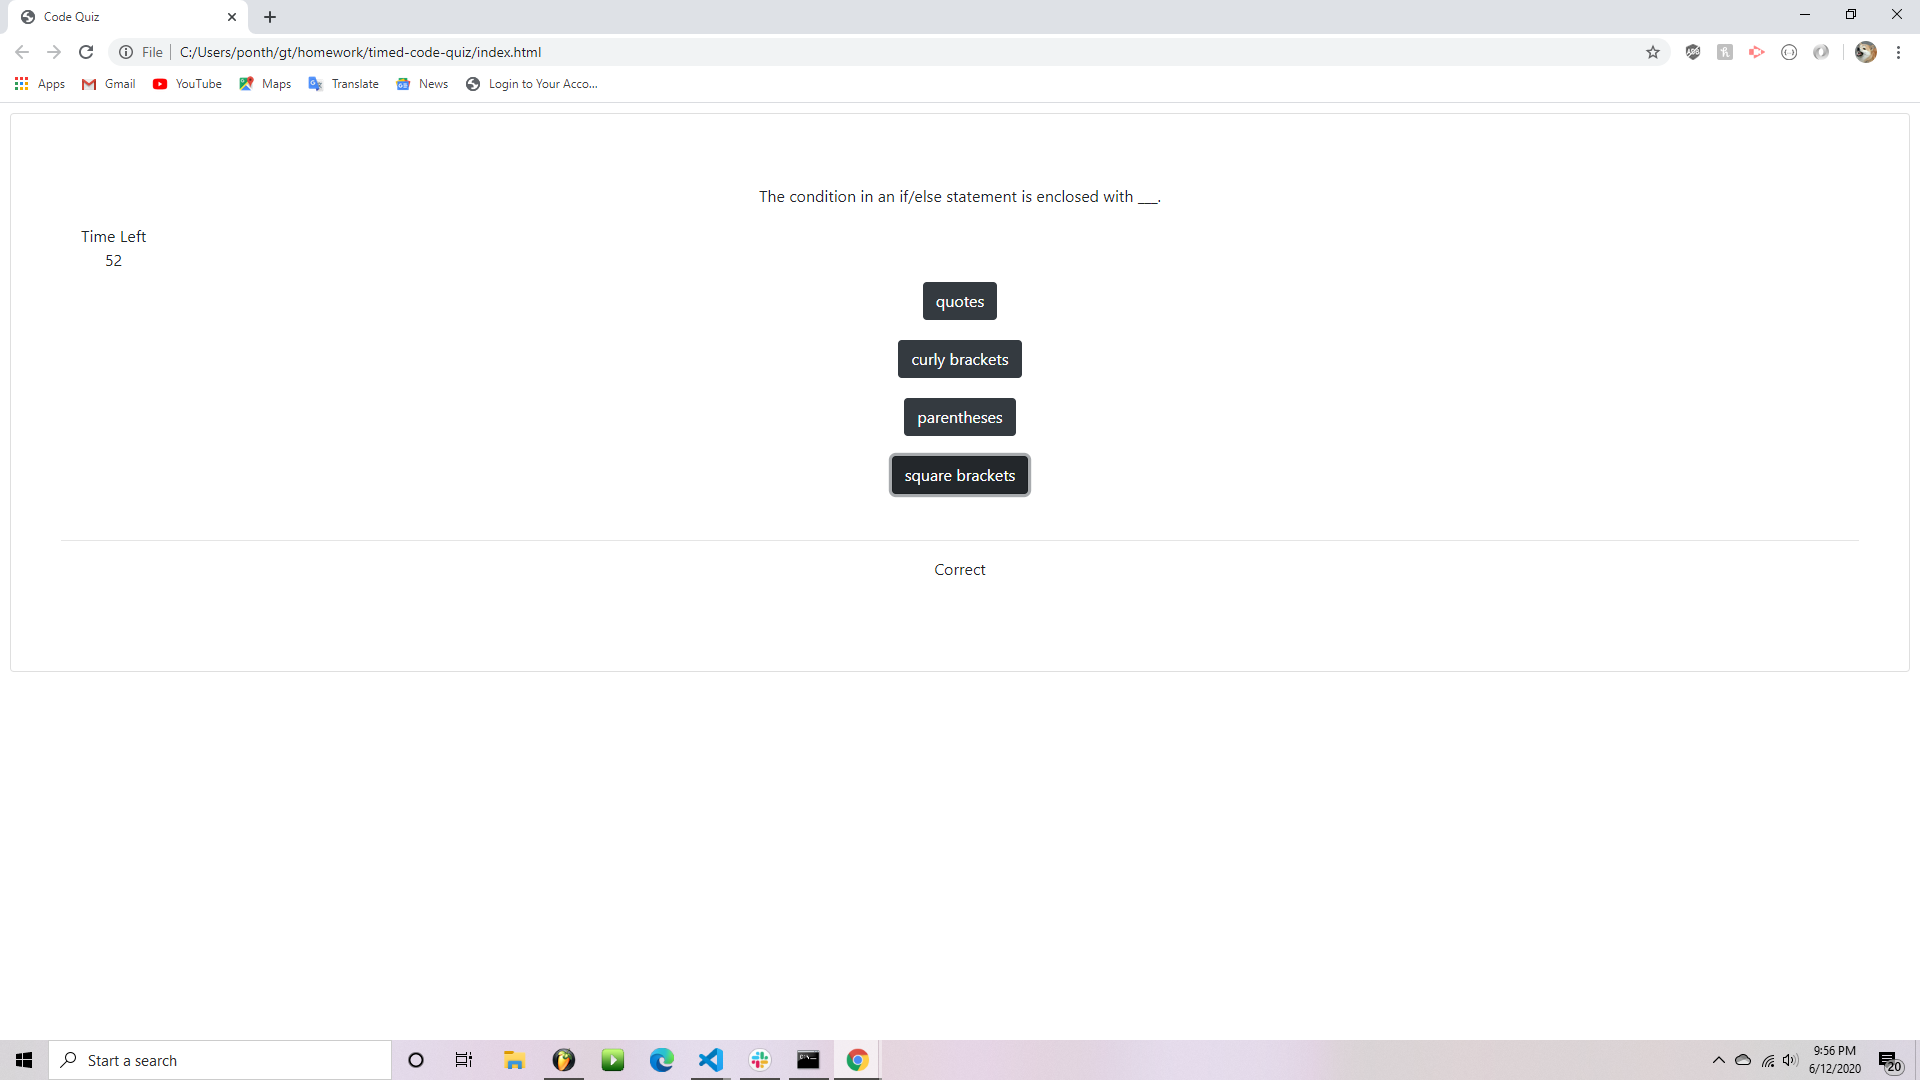 Code Quiz
File
C:/Users/ponth/gt/homework/timed-code-quiz/index.html
Apps
Gmail
YouTube
Maps
Translate
News
Login to Your Acco...
The condition in an if/else statement is enclosed with ___.
Time Left
52
quotes
curly brackets
parentheses
square brackets
Correct
Start a search
9:56 PM
6/12/2020
20